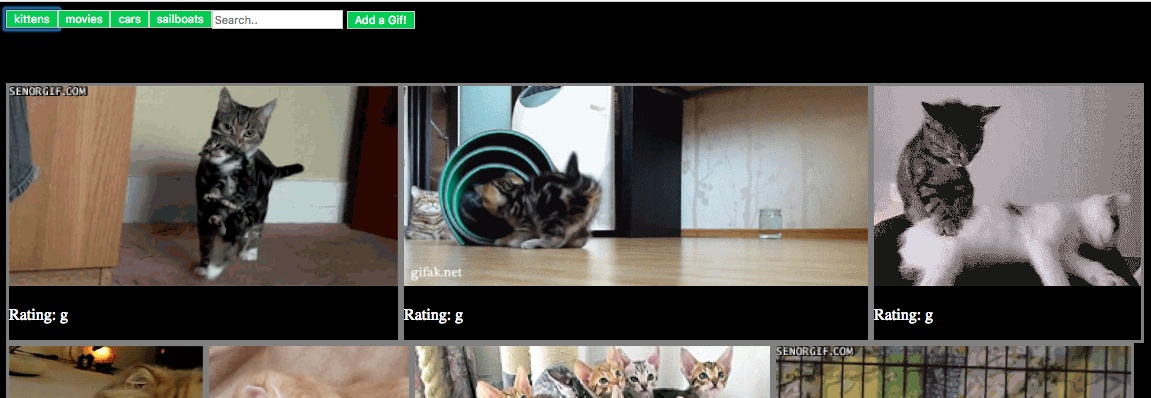 kittens movies cars sailboats Search.. Add a Gif!
SENORGIF.COM
gifak.net
Rating: g Rating: g Rating: g
SENORGIF.COM